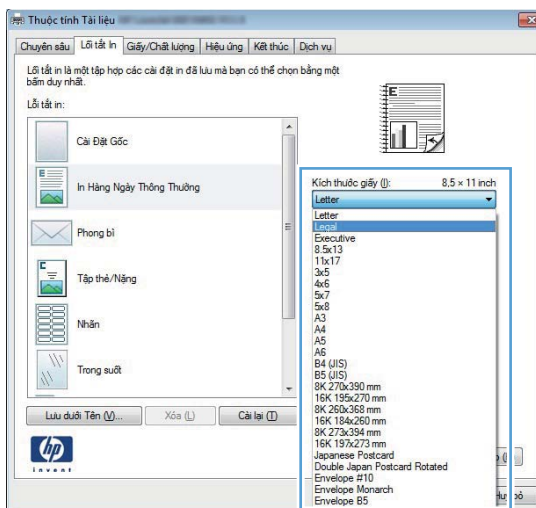 Thuộc tính Tài liệu
Chuyên sâu
Lối tắt In
Giấy/Chất lượng
Hiệu ứng
Kết thúc
Dịch vụ
Lối tắt in là một tập hợp các cài đặt in đã lưu mà bạn có thể chọn bằng một
bấm duy nhất.
Lối tắt in:
Cài Đặt Gốc
In Hàng Ngày Thông Thường
Phong bì
Tập thẻ/Nặng
Nhãn
Trong suốt
Lưu dưới Tên (V)...
Xóa (L)
Cài lại (T)
hp
invent
Kích thước giấy (I):
8,5 × 11 inch
Letter
Letter
Legal
Executive
8.5x13
11x17
3x5
4x6
5x7
5x8
A3
A4
A5
A6
B4 (JIS)
B5 (JIS)
8K 270x390 mm
16K 195x270 mm
8K 260x368 mm
16K 184x260 mm
8K 273x394 mm
16K 197x273 mm
Japanese Postcard
Double Japan Postcard Rotated
Envelope #10
Envelope Monarch
Envelope B5